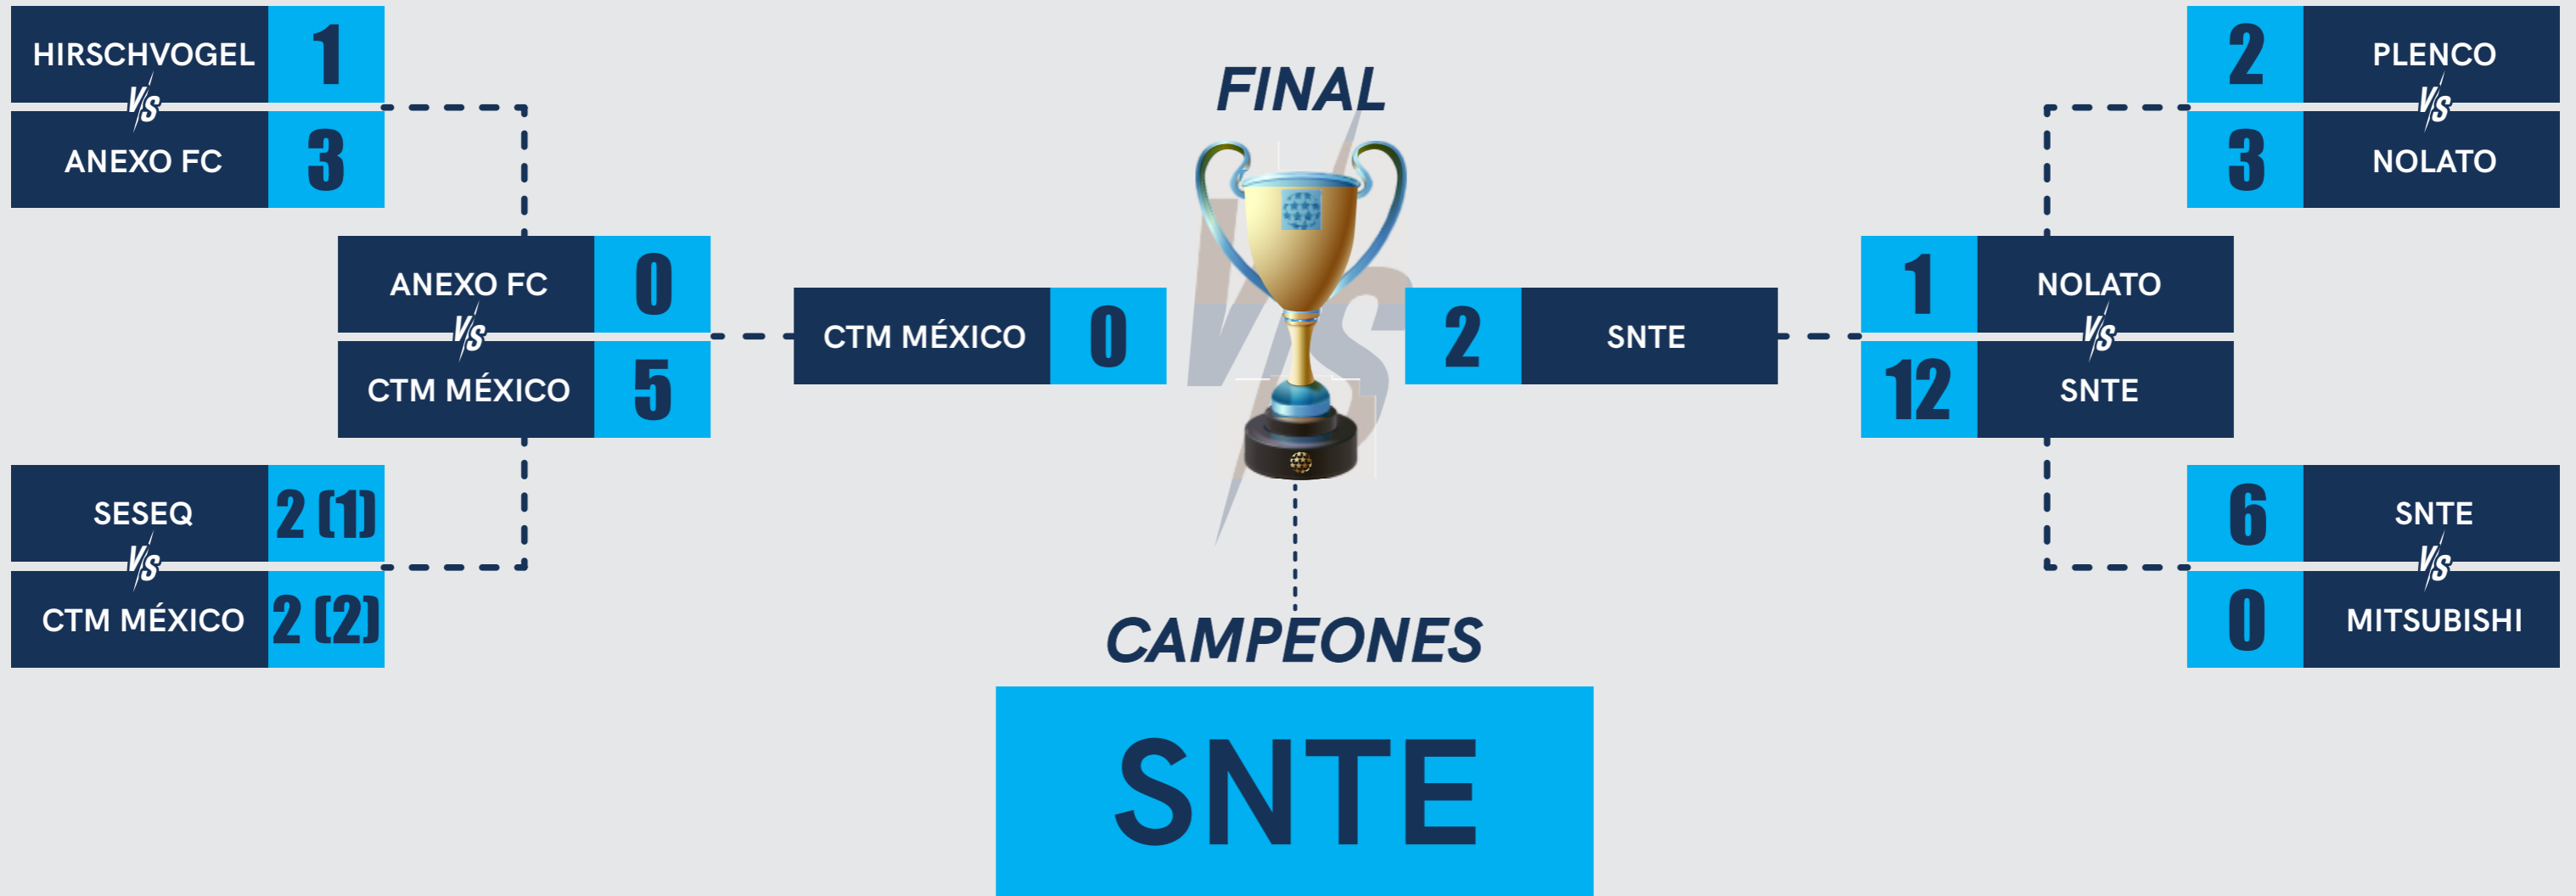 HIRSCHVOGEL 1
VS
ANEXO FC 3
SESEQ 2 (1)
VS
CTM MÉXICO 2 (2)
ANEXO FC 0
VS
CTM MÉXICO 5
FINAL
CTM MÉXICO 0
VS
2 SNTE
1 NOLATO
VS
12 SNTE
2 PLENCO
VS
3 NOLATO
6 SNTE
VS
0 MITSUBISHI
CAMPEONES
SNTE